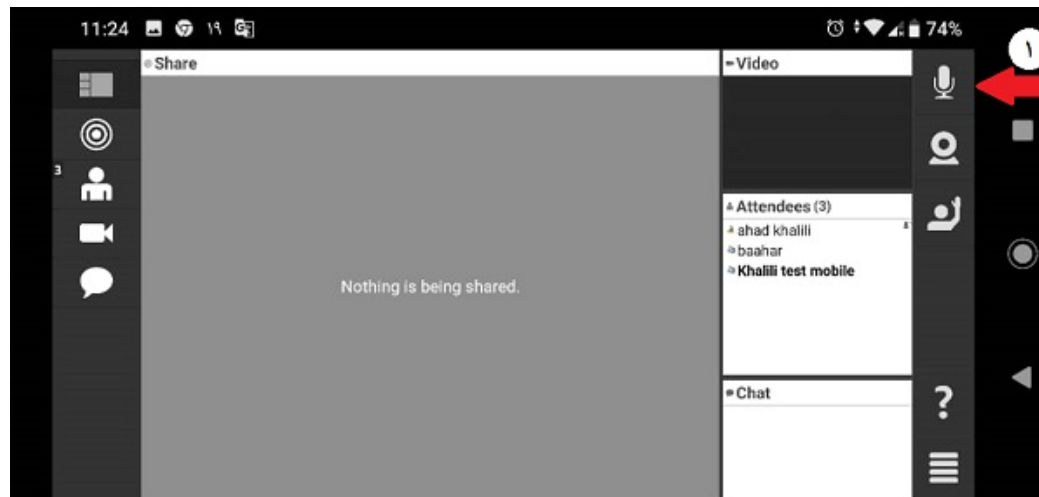 11:24 ۱۹ 74%
۱
Share
Video
3
Attendees (3)
ahad khalili
baahar
Khalili test mobile
Nothing is being shared.
Chat
?